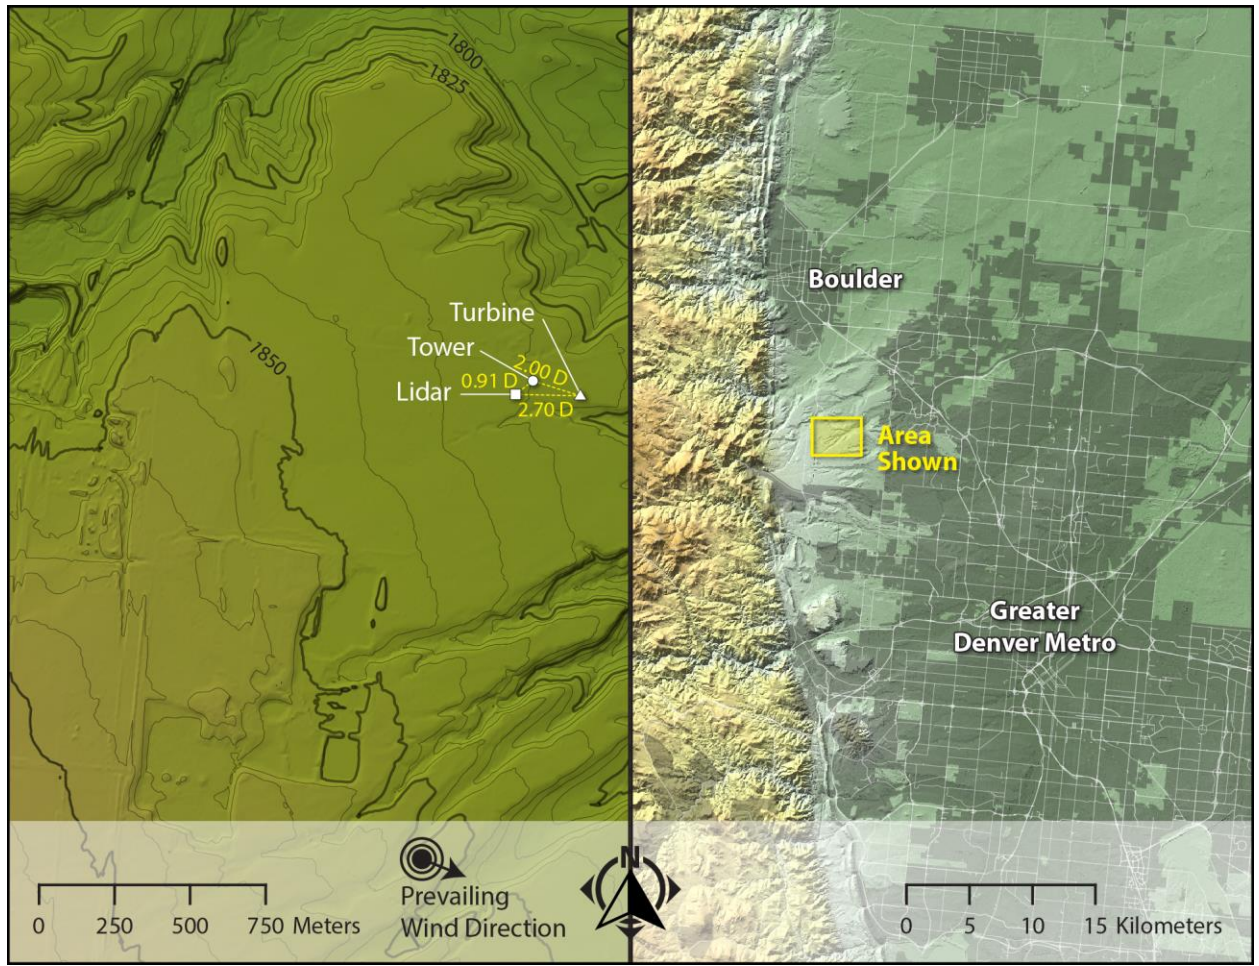 1800
1825
1850
Turbine
Tower
2.00 D
0.91 D
Lidar
2.70 D
Boulder
Area
Shown
Greater
Denver Metro
N
Prevailing
Wind Direction
0 250 500 750 Meters
0 5 10 15 Kilometers